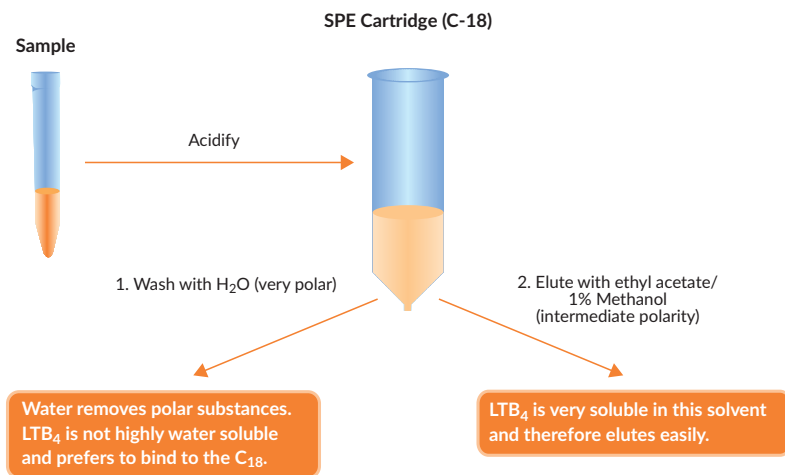 SPE Cartridge (C-18)
Sample
Acidify
1. Wash with H₂O (very polar)
2. Elute with ethyl acetate/
1% Methanol
(intermediate polarity)
Water removes polar substances.
LTB₄ is not highly water soluble
and prefers to bind to the C₁₈.
LTB₄ is very soluble in this solvent
and therefore elutes easily.